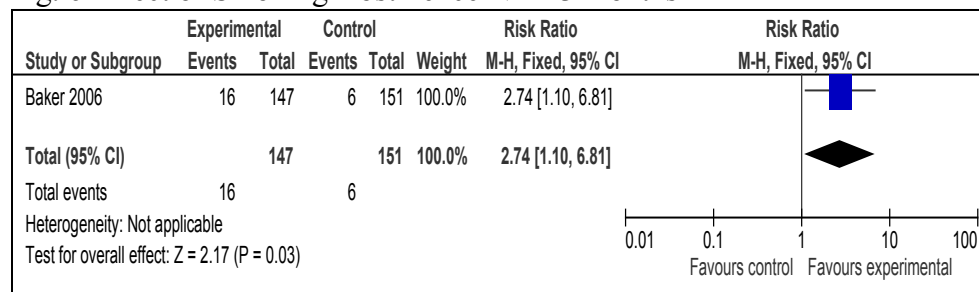 Experimental Control Risk Ratio Risk Ratio
Study or Subgroup Events Total Events Total Weight M-H, Fixed, 95% CI M-H, Fixed, 95% CI
Baker 2006 16 147 6 151 100.0% 2.74 [1.10, 6.81]
Total (95% CI) 147 151 100.0% 2.74 [1.10, 6.81]
Total events 16 6
Heterogeneity: Not applicable
Test for overall effect: Z = 2.17 (P = 0.03)
0.01 0.1 1 10 100
Favours control Favours experimental